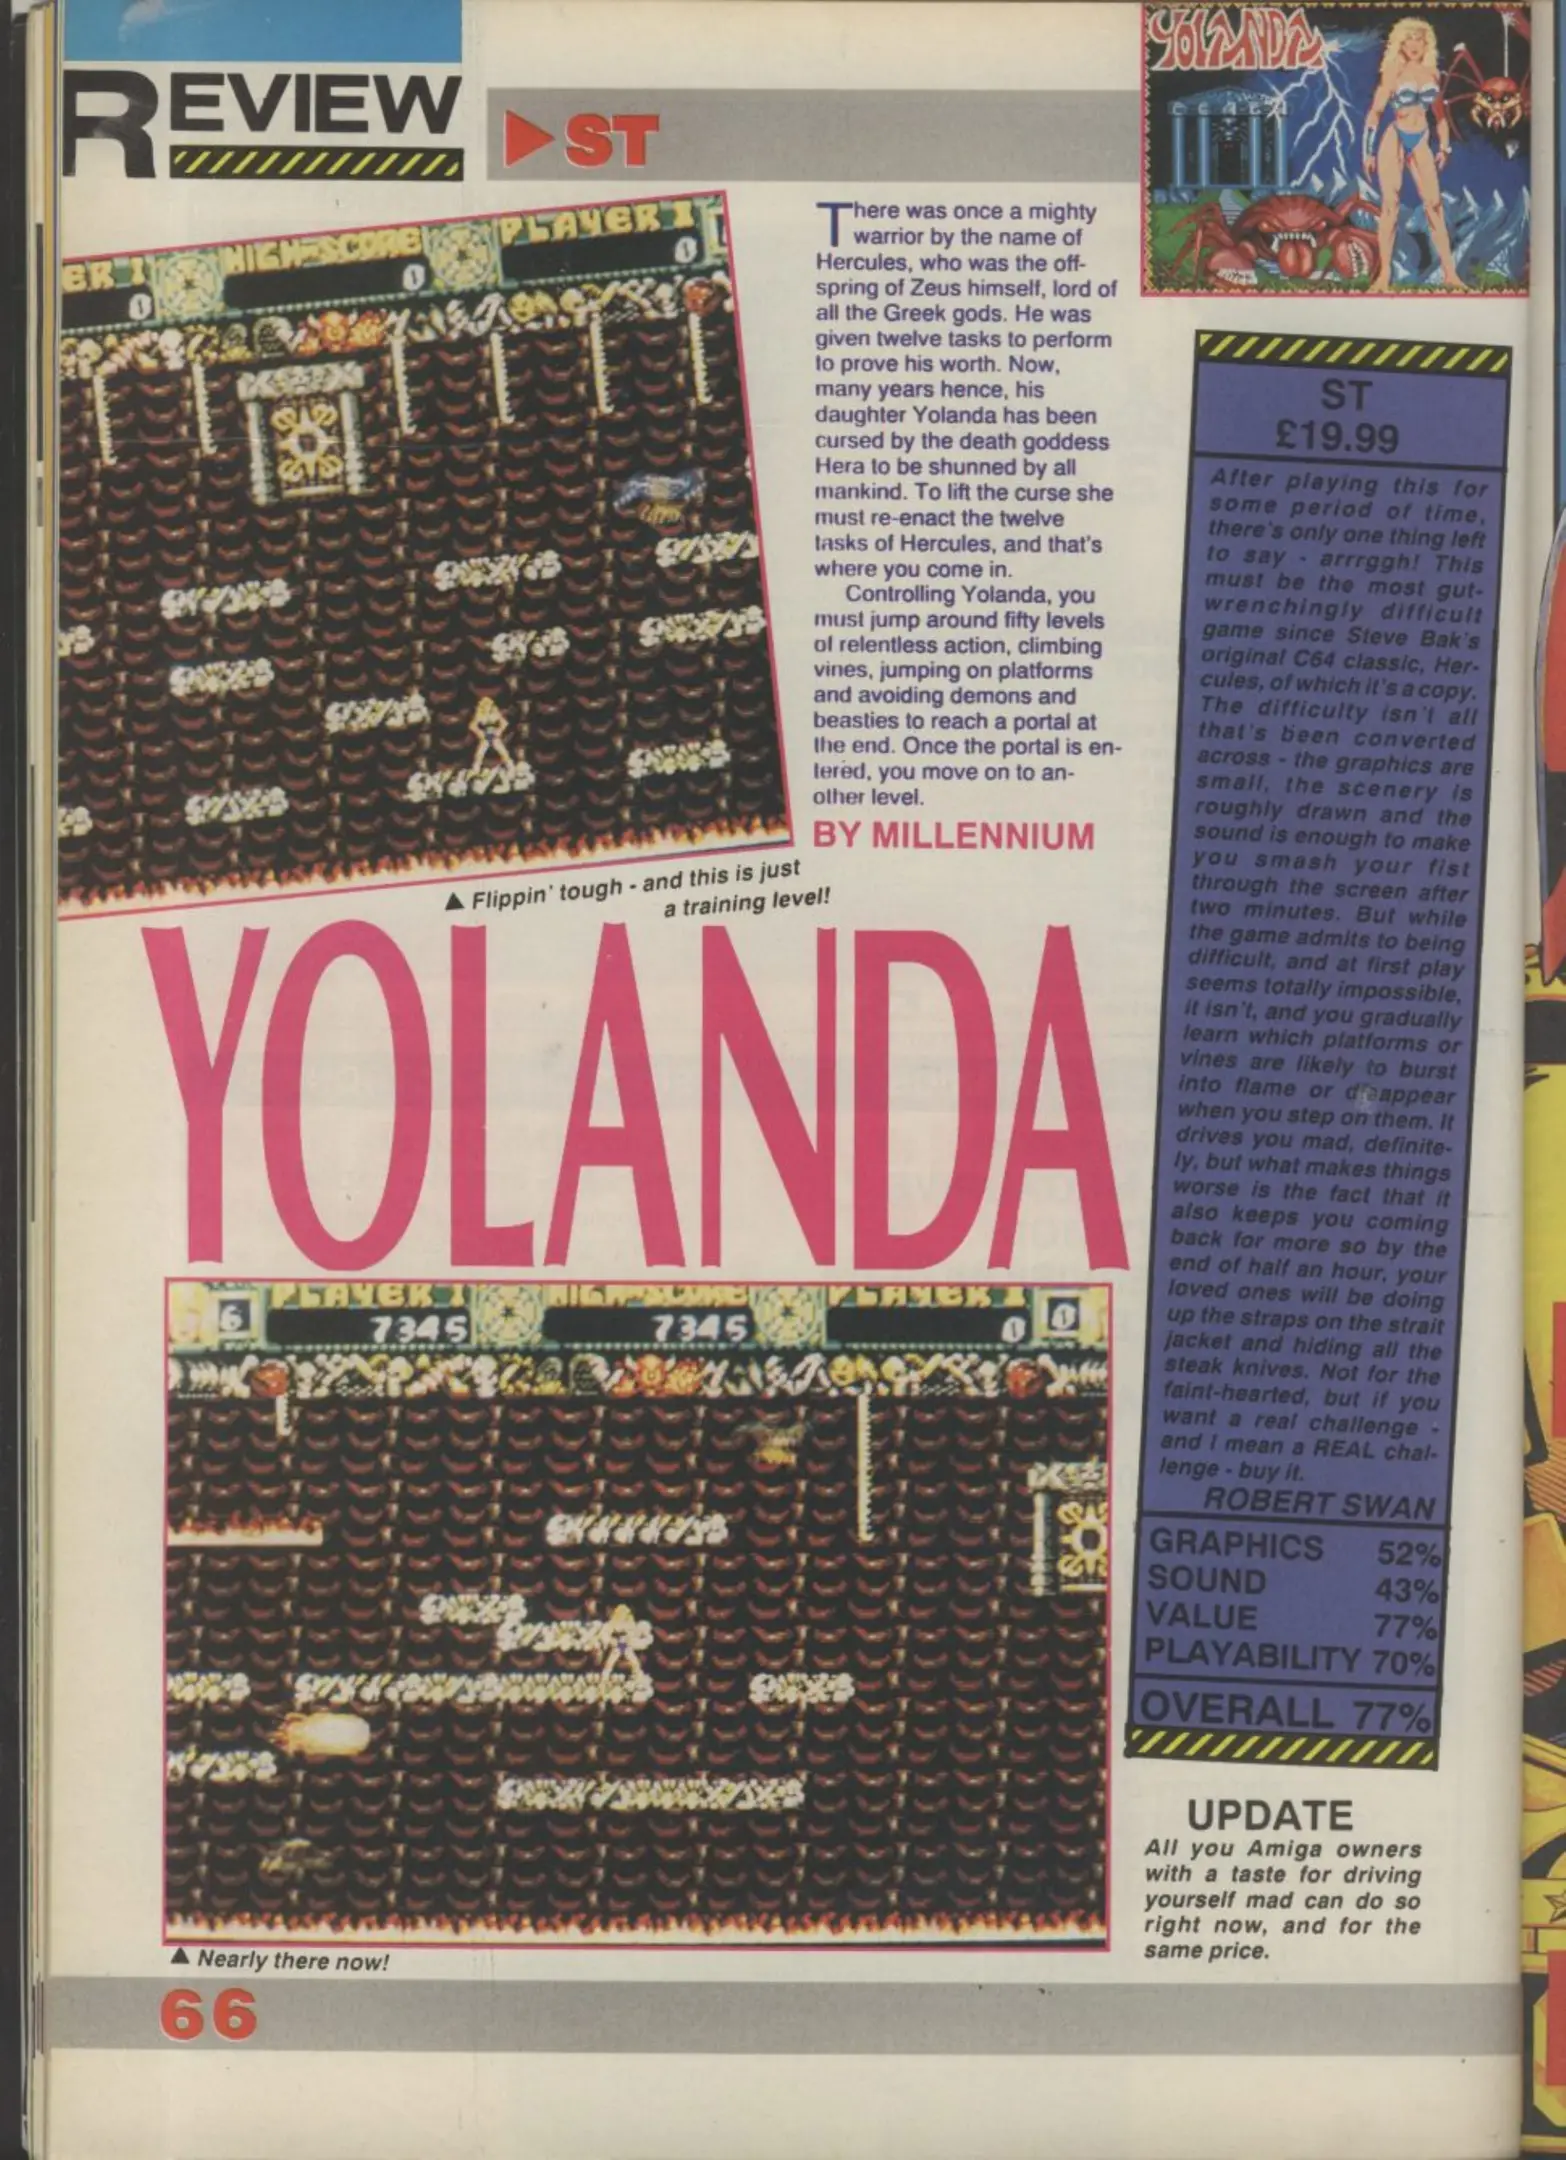 REVIEW
ST
YOLANDA
DEATH
ER 1
0
HIGH-SCORE
0
PLAYER 1
0
There was once a mighty
warrior by the name of
Hercules, who was the off-
spring of Zeus himself, lord of
all the Greek gods. He was
given twelve tasks to perform
to prove his worth. Now,
many years hence, his
daughter Yolanda has been
cursed by the death goddess
Hera to be shunned by all
mankind. To lift the curse she
must re-enact the twelve
tasks of Hercules, and that's
where you come in.
Controlling Yolanda, you
must jump around fifty levels
of relentless action, climbing
vines, jumping on platforms
and avoiding demons and
beasties to reach a portal at
the end. Once the portal is en-
tered, you move on to an-
other level.
BY MILLENNIUM
▲ Flippin' tough - and this is just
a training level!
YOLANDA
6
PLAYER 1
7345
HIGH-SCORE
7345
PLAYER 1
0
0
▲ Nearly there now!
ST
£19.99
After playing this for
some period of time,
there's only one thing left
to say - arrrggh! This
must be the most gut-
wrenchingly difficult
game since Steve Bak's
original C64 classic, Her-
cules, of which it's a copy.
The difficulty isn't all
that's been converted
across - the graphics are
small, the scenery is
roughly drawn and the
sound is enough to make
you smash your fist
through the screen after
two minutes. But while
the game admits to being
difficult, and at first play
seems totally impossible,
it isn't, and you gradually
learn which platforms or
vines are likely to burst
into flame or disappear
when you step on them. It
drives you mad, definite-
ly, but what makes things
worse is the fact that it
also keeps you coming
back for more so by the
end of half an hour, your
loved ones will be doing
up the straps on the strait
jacket and hiding all the
steak knives. Not for the
faint-hearted, but if you
want a real challenge -
and I mean a REAL chal-
lenge - buy it.
ROBERT SWAN
GRAPHICS 52%
SOUND 43%
VALUE 77%
PLAYABILITY 70%
OVERALL 77%
UPDATE
All you Amiga owners
with a taste for driving
yourself mad can do so
right now, and for the
same price.
66